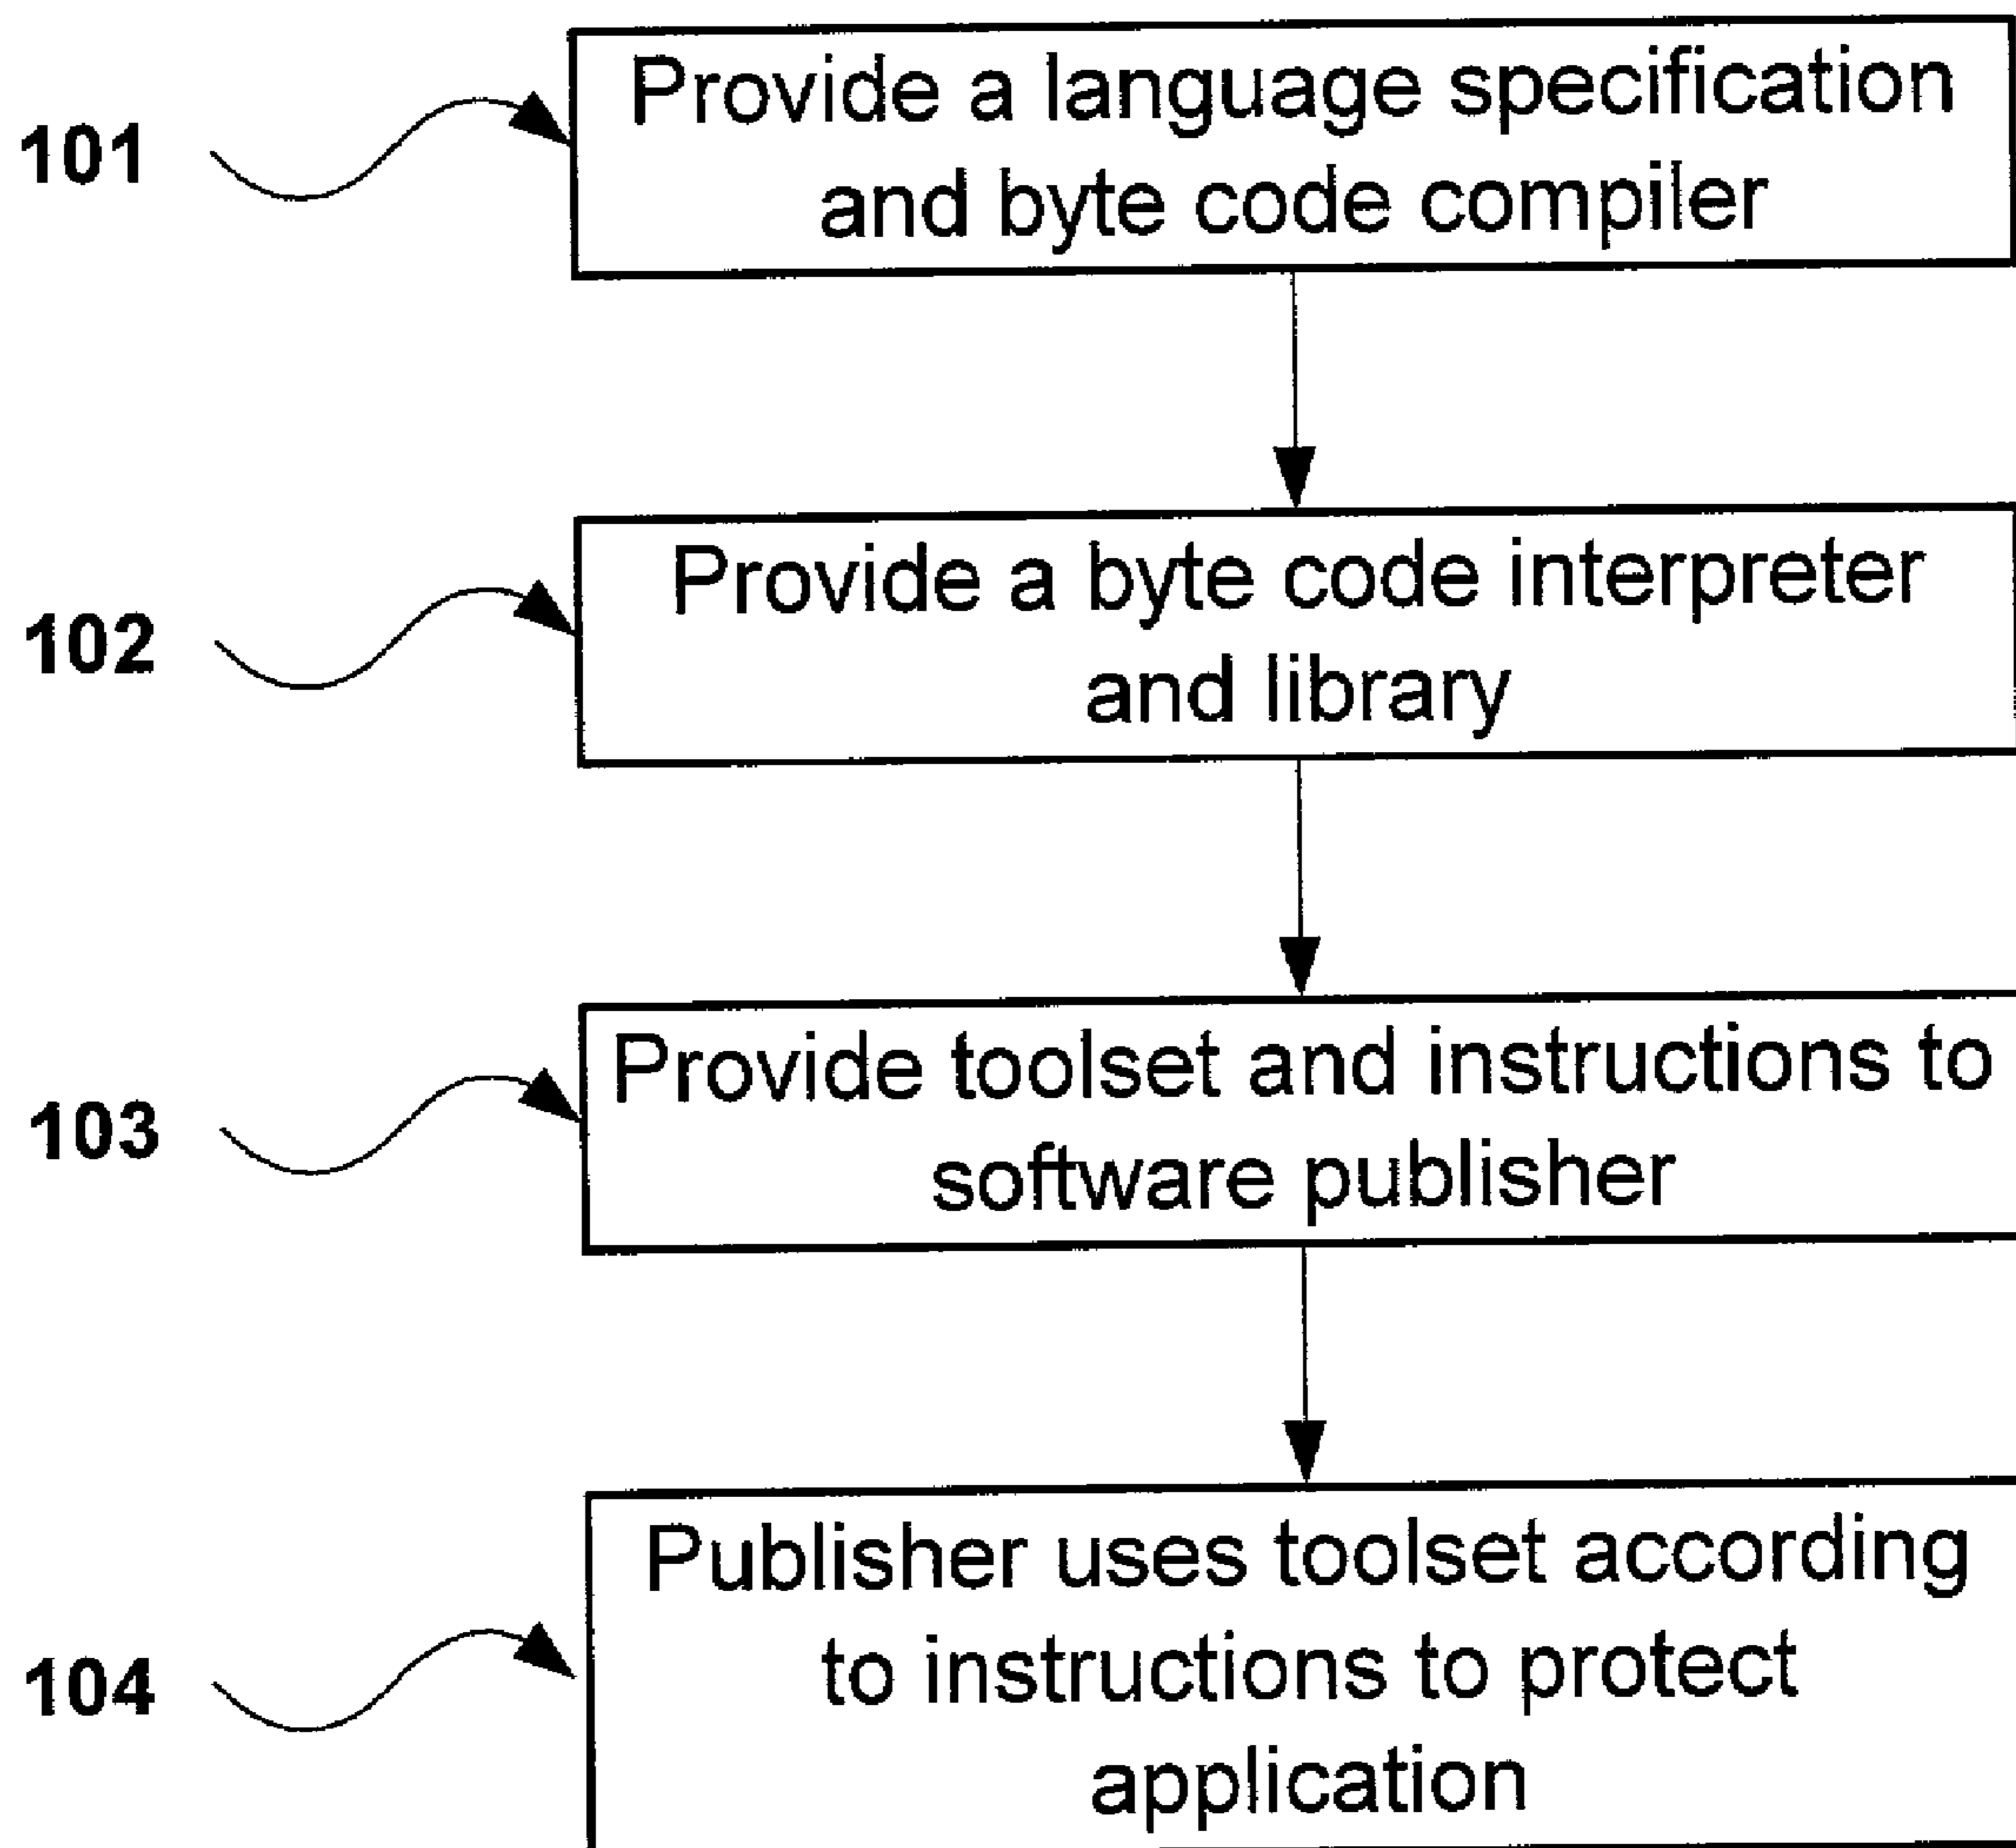 101
Provide a language specification
and byte code compiler
102
Provide a byte code interpreter
and library
103
Provide toolset and instructions to
software publisher
104
Publisher uses toolset according
to instructions to protect
application